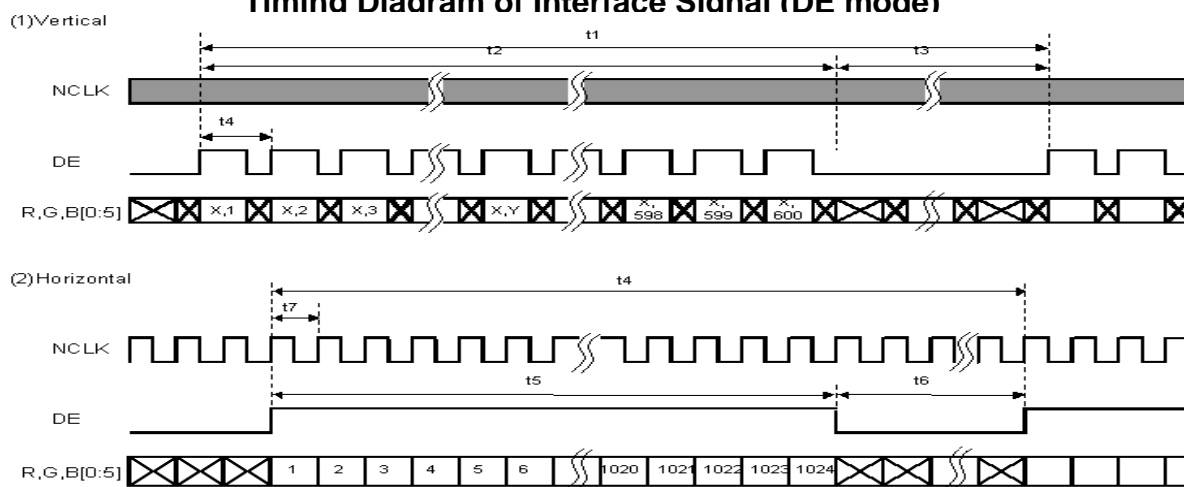 Timing Diagram of Interface Signal (DE mode)
(1)Vertical
t1
t2
t3
NCLK
t4
DE
R,G,B[0:5]
X,1
X,2
X,3
X,Y
X,
598
X,
599
X,
600
(2)Horizontal
t4
t7
NCLK
t5
t6
DE
R,G,B[0:5]
1
2
3
4
5
6
1020
1021
1022
1023
1024